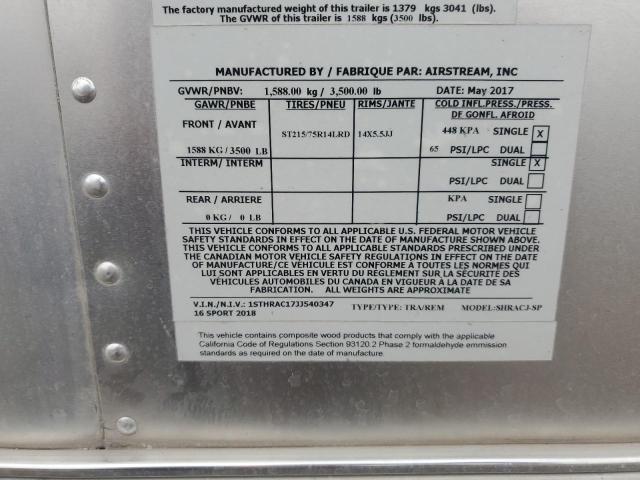 The factory manufactured weight of this trailer is 1379 kgs 3041 (lbs).
The GVWR of this trailer is 1588 kgs (3500 lbs).
MANUFACTURED BY / FABRIQUE PAR: AIRSTREAM, INC
GVWR/PNBV: 1,588.00 kg / 3,500.00 lb DATE: May 2017
GAWR/PNBE TIRES/PNEU RIMS/JANTE COLD INFL.PRESS./PRESS.
DF GONFL. AFROID
FRONT / AVANT ST215/75R14LRD 14X5.5JJ 448 KPA SINGLE X
1588 KG / 3500 LB 65 PSI/LPC DUAL
INTERM/ INTERM SINGLE X
PSI/LPC DUAL
REAR / ARRIERE KPA SINGLE
0 KG / 0 LB PSI/LPC DUAL
THIS VEHICLE CONFORMS TO ALL APPLICABLE U.S. FEDERAL MOTOR VEHICLE
SAFETY STANDARDS IN EFFECT ON THE DATE OF MANUFACTURE SHOWN ABOVE.
THIS VEHICLE CONFORMS TO ALL APPLICABLE STANDARDS PRESCRIBED UNDER
THE CANADIAN MOTOR VEHICLE SAFETY REGULATIONS IN EFFECT ON THE DATE
OF MANUFACTURE/CE VÉHICULE EST CONFORME A TOUTES LES NORMES QUI
LUI SONT APPLICABLES EN VERTU DU RÈGLEMENT SUR LA SÉCURITÉ DES
VÉHICULES AUTOMOBILES DU CANADA EN VIGUEUR A LA DATE DE SA
FABRICATION. ALL WEIGHTS ARE APPROXIMATE
V.I.N./N.I.V.: 1STHRAC17JJ540347 TYPE/TYPE: TRA/REM MODEL:SHRACJ-SP
16 SPORT 2018
This vehicle contains composite wood products that comply with the applicable
California Code of Regulations Section 93120.2 Phase 2 formaldehyde emmission
standards as required on the date of manufacture.